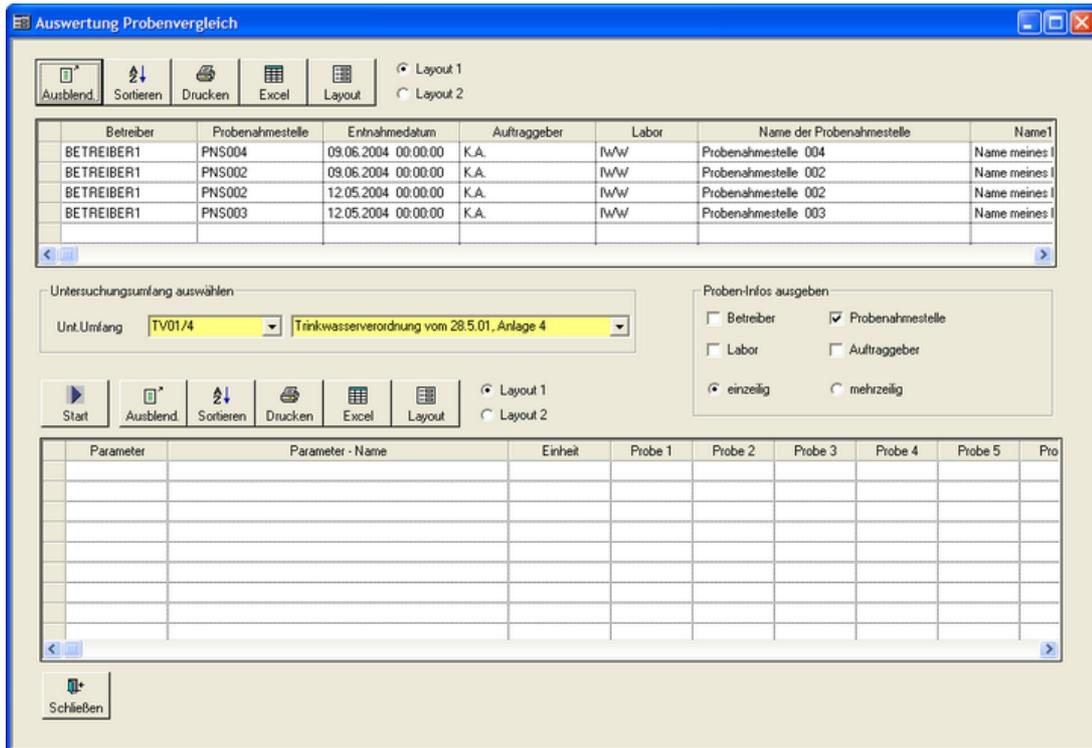 Auswertung Probenvergleich
Ausblend. Sortieren Drucken Excel Layout
Layout 1
Layout 2
Betreiber Probenahmestelle Entnahmedatum Auftraggeber Labor Name der Probenahmestelle Name1
BETREIBER1 PNS004 09.06.2004 00:00:00 K.A. IWW Probenahmestelle 004 Name meines
BETREIBER1 PNS002 09.06.2004 00:00:00 K.A. IWW Probenahmestelle 002 Name meines
BETREIBER1 PNS002 12.05.2004 00:00:00 K.A. IWW Probenahmestelle 002 Name meines
BETREIBER1 PNS003 12.05.2004 00:00:00 K.A. IWW Probenahmestelle 003 Name meines
Untersuchungsumfang auswählen
Unt.Umfang TV01/4 Trinkwasserverordnung vom 28.5.01, Anlage 4
Proben-Infos ausgeben
Betreiber Probenahmestelle
Labor Auftraggeber
einzeilig mehrzeilig
Start Ausblend. Sortieren Drucken Excel Layout
Layout 1
Layout 2
Parameter Parameter - Name Einheit Probe 1 Probe 2 Probe 3 Probe 4 Probe 5 Pro
Schließen